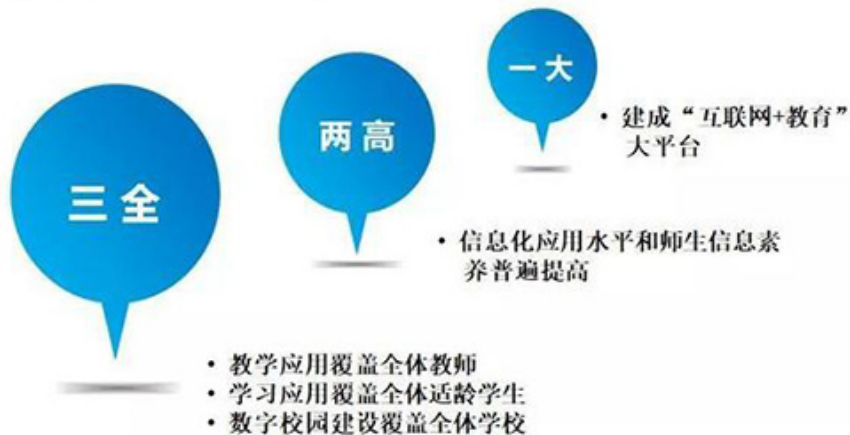 一大
• 建成“互联网+教育”
大平台
两高
• 信息化应用水平和师生信息素
养普遍提高
三全
• 教学应用覆盖全体教师
• 学习应用覆盖全体适龄学生
• 数字校园建设覆盖全体学校